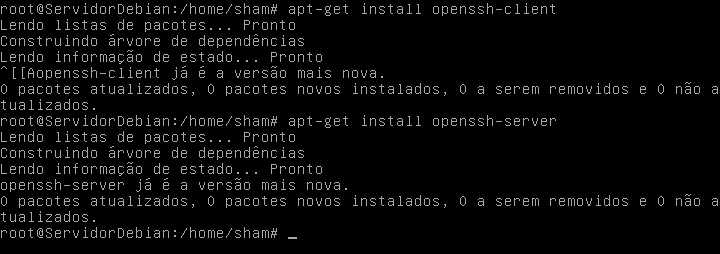 root@ServidorDebian:/home/sham# apt-get install openssh-client
Lendo listas de pacotes... Pronto
Construindo árvore de dependências
Lendo informação de estado... Pronto
^[[Aopenssh-client já é a versão mais nova.
0 pacotes atualizados, 0 pacotes novos instalados, 0 a serem removidos e 0 não a
tualizados.
root@ServidorDebian:/home/sham# apt-get install openssh-server
Lendo listas de pacotes... Pronto
Construindo árvore de dependências
Lendo informação de estado... Pronto
openssh-server já é a versão mais nova.
0 pacotes atualizados, 0 pacotes novos instalados, 0 a serem removidos e 0 não a
tualizados.
root@ServidorDebian:/home/sham# _